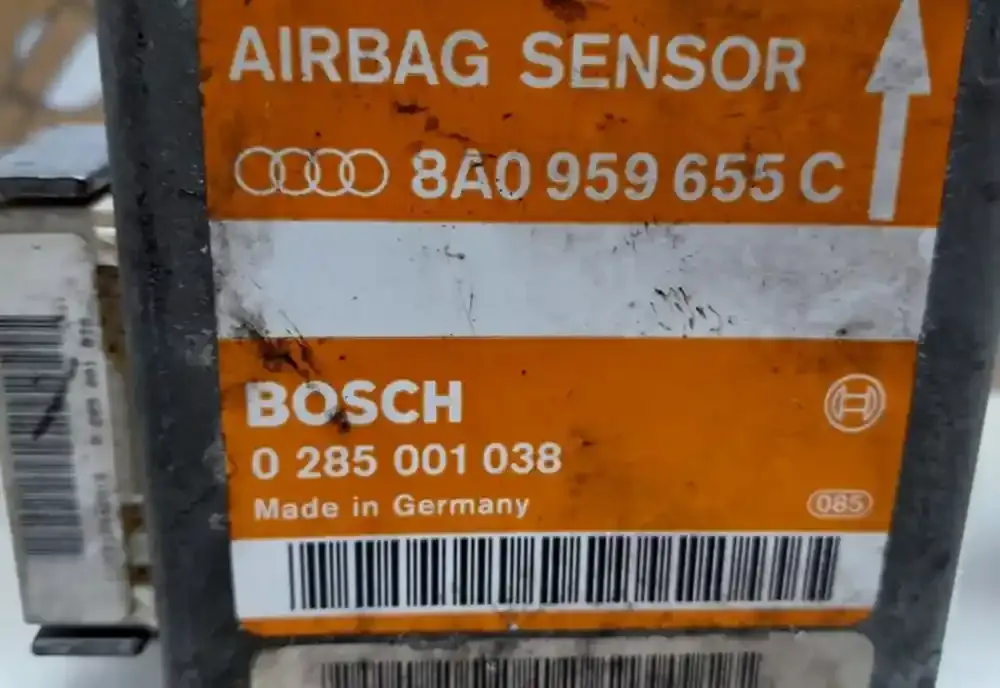 AIRBAG SENSOR
8A0 959 655 C
BOSCH
0 285 001 038
Made in Germany
085